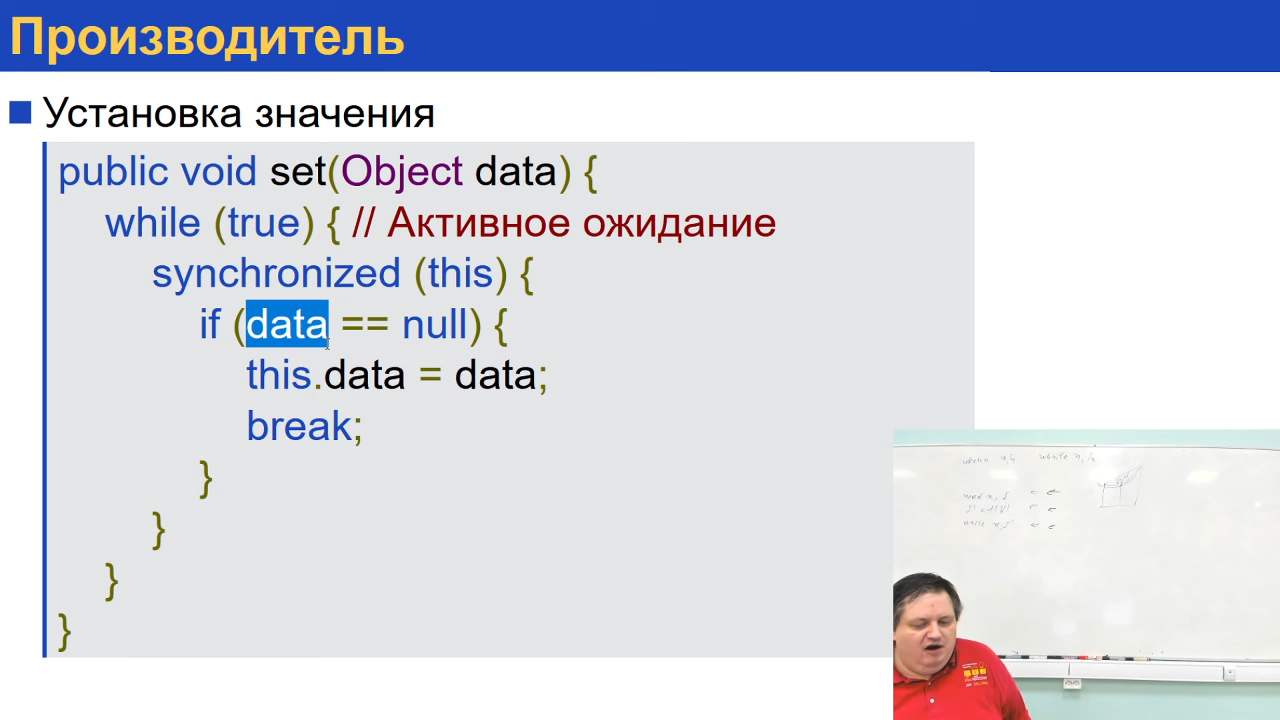 Производитель
Установка значения
public void set(Object data) {
while (true) { // Активное ожидание
synchronized (this) {
if (data == null) {
this.data = data;
break;
}
}
}
}